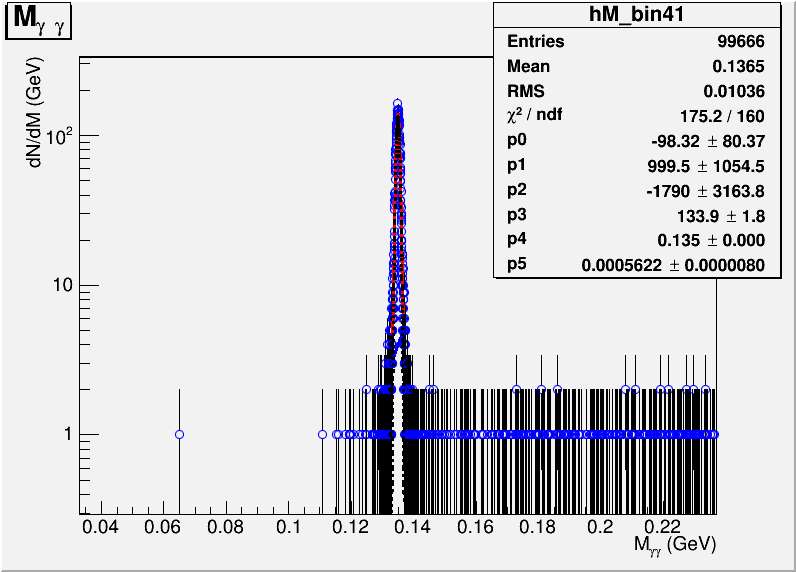 M γ γ
hM_bin41
Entries 99666
Mean 0.1365
RMS 0.01036
χ² / ndf 175.2 / 160
p0 -98.32 ± 80.37
p1 999.5 ± 1054.5
p2 -1790 ± 3163.8
p3 133.9 ± 1.8
p4 0.135 ± 0.000
p5 0.0005622 ± 0.0000080
dN/dM (GeV)
10²
10
1
0.04 0.06 0.08 0.1 0.12 0.14 0.16 0.18 0.2 0.22
Mγγ (GeV)